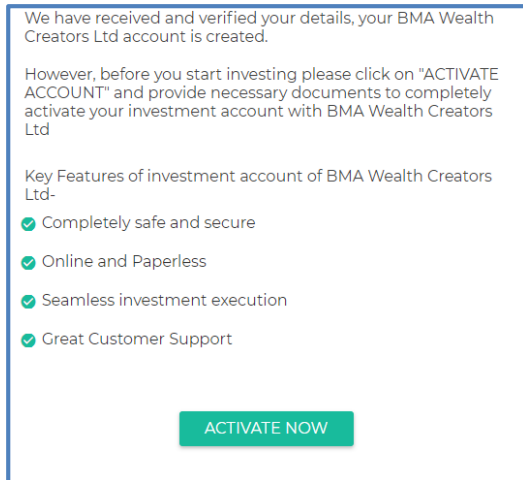 We have received and verified your details, your BMA Wealth
Creators Ltd account is created.
However, before you start investing please click on "ACTIVATE
ACCOUNT" and provide necessary documents to completely
activate your investment account with BMA Wealth Creators
Ltd
Key Features of investment account of BMA Wealth Creators
Ltd-
Completely safe and secure
Online and Paperless
Seamless investment execution
Great Customer Support
ACTIVATE NOW